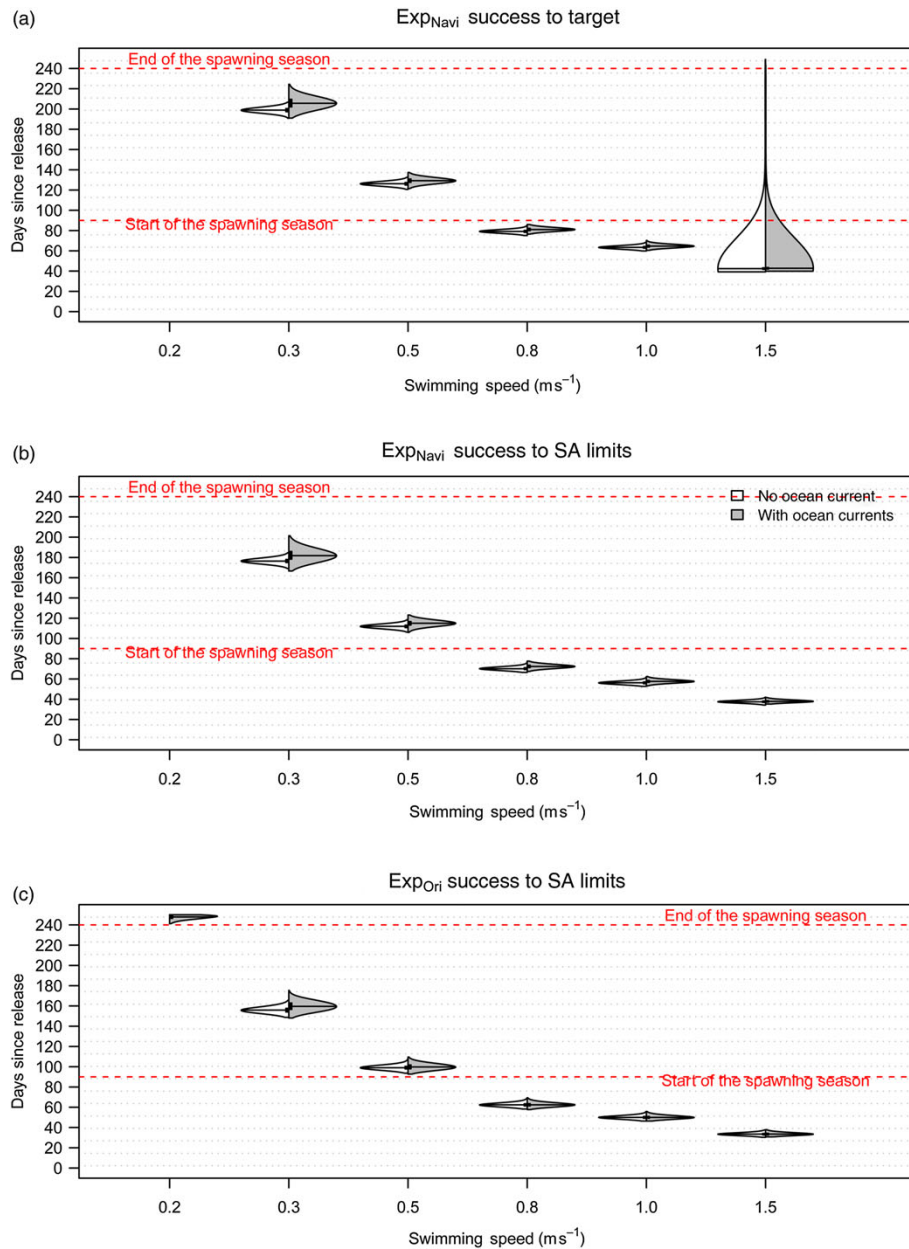 (a)
Exp_Navi success to target
Days since release
240
220
200
180
160
140
120
100
80
60
40
20
0
End of the spawning season
Start of the spawning season
0.2 0.3 0.5 0.8 1.0 1.5
Swimming speed (ms⁻¹)
(b)
Exp_Navi success to SA limits
Days since release
240
220
200
180
160
140
120
100
80
60
40
20
0
End of the spawning season
No ocean current
With ocean currents
Start of the spawning season
0.2 0.3 0.5 0.8 1.0 1.5
Swimming speed (ms⁻¹)
(c)
Exp_Ori success to SA limits
Days since release
240
220
200
180
160
140
120
100
80
60
40
20
0
End of the spawning season
Start of the spawning season
0.2 0.3 0.5 0.8 1.0 1.5
Swimming speed (ms⁻¹)